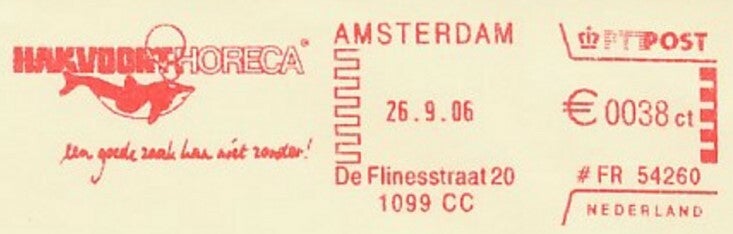 HAKVOORT HORECA
een goede zaak kan niet zonder!
AMSTERDAM
26.9.06
De Flinesstraat 20
1099 CC
PTT POST
€ 0038 ct
# FR 54260
NEDERLAND